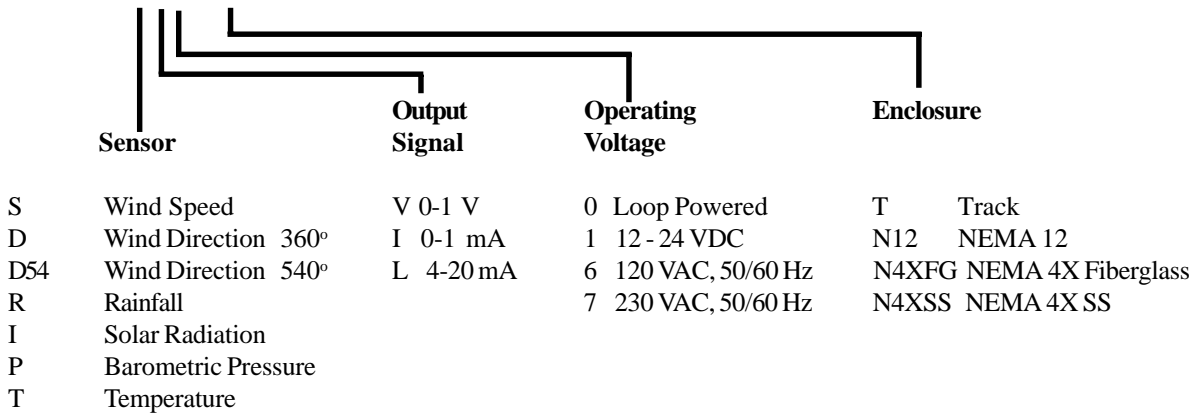 Output Operating Enclosure
Sensor Signal Voltage
S Wind Speed V 0-1 V 0 Loop Powered T Track
D Wind Direction 360° I 0-1 mA 1 12 - 24 VDC N12 NEMA 12
D54 Wind Direction 540° L 4-20 mA 6 120 VAC, 50/60 Hz N4XFG NEMA 4X Fiberglass
R Rainfall 7 230 VAC, 50/60 Hz N4XSS NEMA 4X SS
I Solar Radiation
P Barometric Pressure
T Temperature